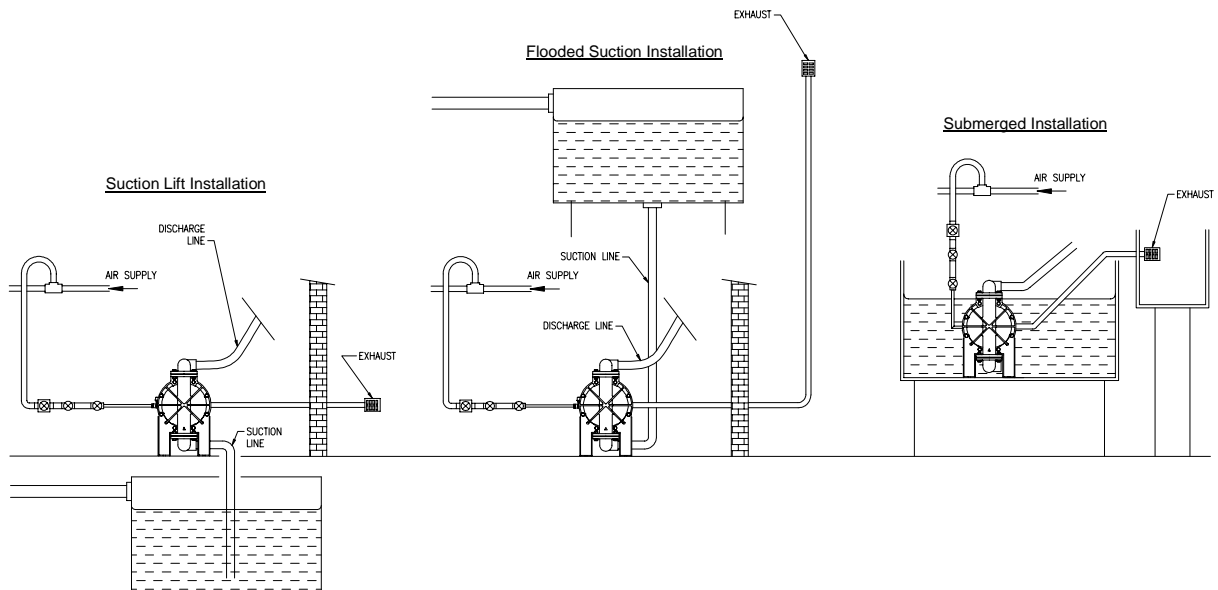 Suction Lift Installation
DISCHARGE
LINE
AIR SUPPLY
EXHAUST
SUCTION
LINE
Flooded Suction Installation
EXHAUST
SUCTION LINE
AIR SUPPLY
DISCHARGE LINE
Submerged Installation
AIR SUPPLY
EXHAUST